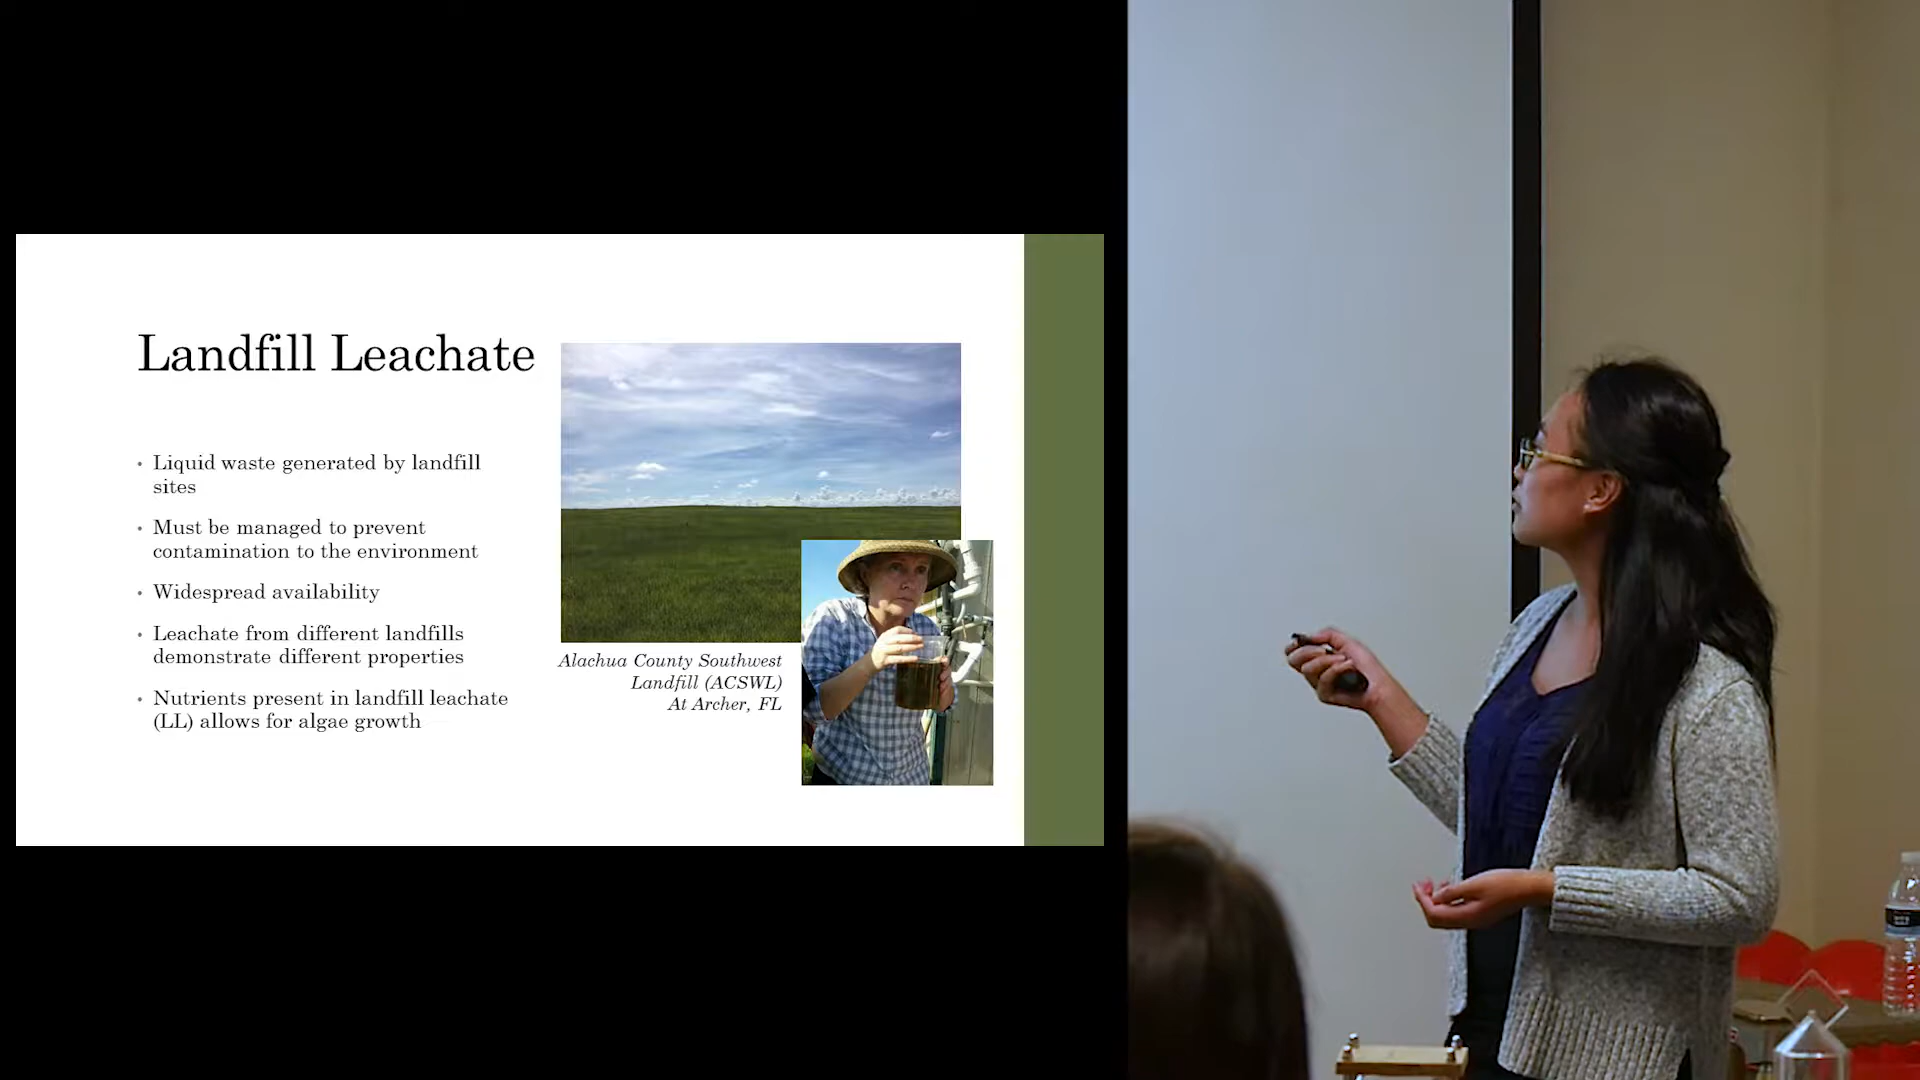 Landfill Leachate
• Liquid waste generated by landfill
sites
• Must be managed to prevent
contamination to the environment
• Widespread availability
• Leachate from different landfills
demonstrate different properties
• Nutrients present in landfill leachate
(LL) allows for algae growth
Alachua County Southwest
Landfill (ACSWL)
At Archer, FL